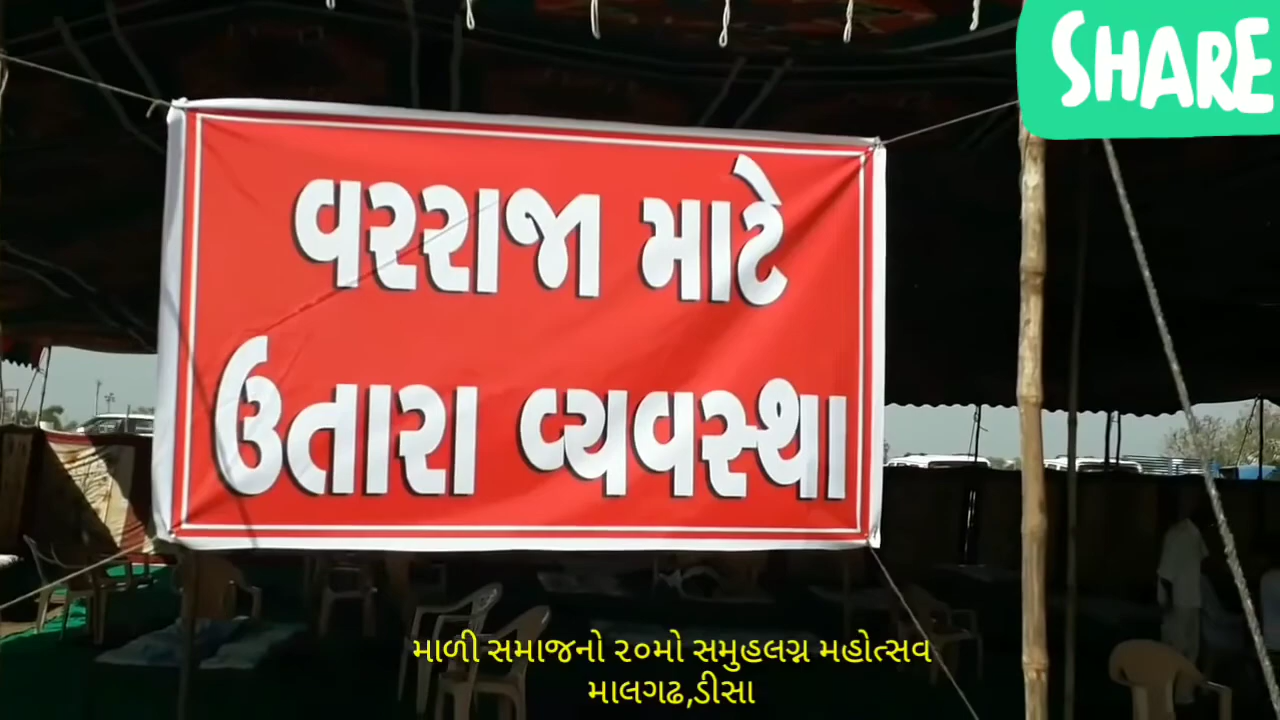 SHARE
વરરાજા માટે
ઉતારા વ્યવસ્થા
માળી સમાજનો ૨૦મો સમુહલગ્ન મહોત્સવ
માલગઢ,ડીસા